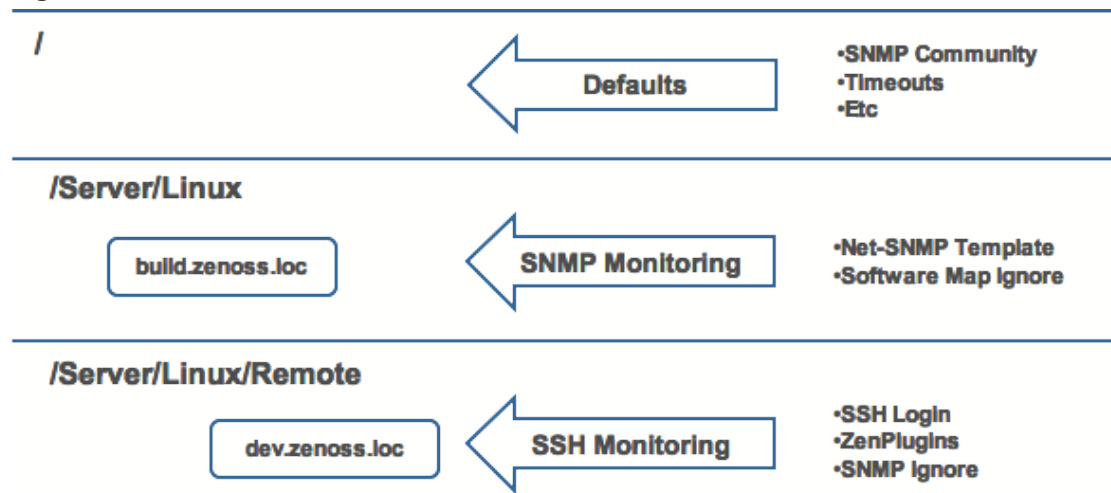 /
Defaults
•SNMP Community
•Timeouts
•Etc
/Server/Linux
build.zenoss.loc
SNMP Monitoring
•Net-SNMP Template
•Software Map Ignore
/Server/Linux/Remote
dev.zenoss.loc
SSH Monitoring
•SSH Login
•ZenPlugins
•SNMP Ignore